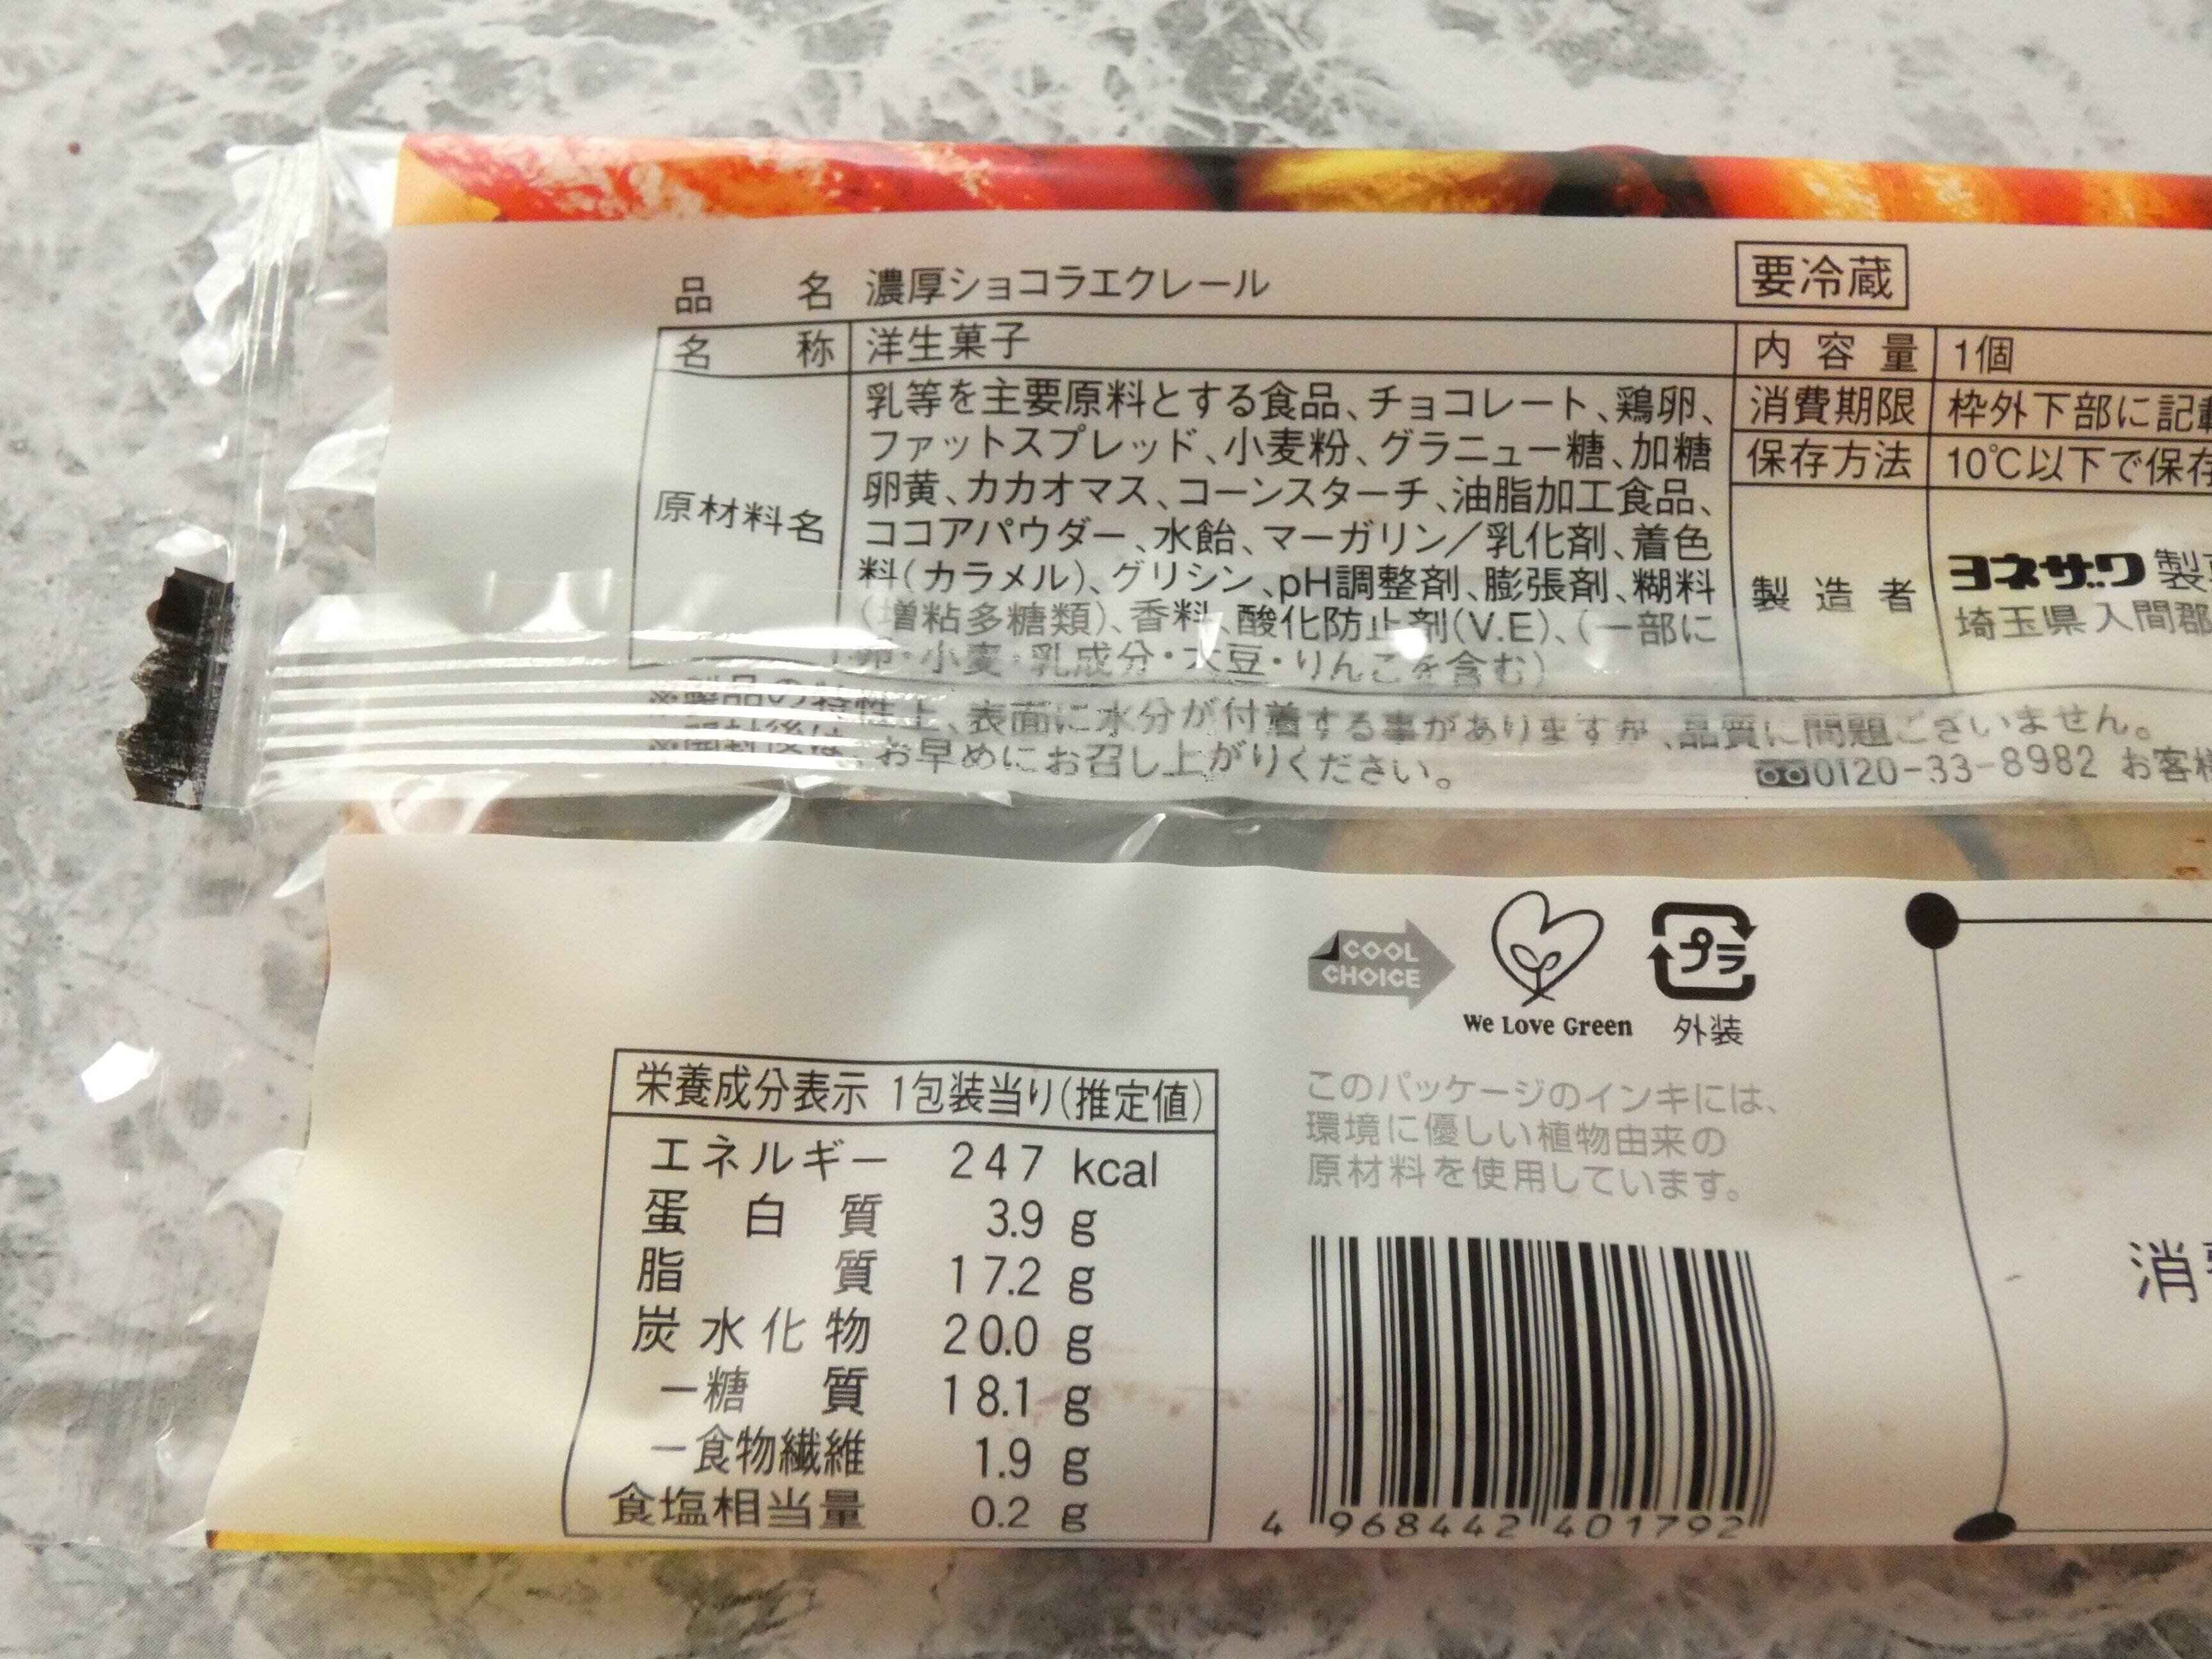 品名 濃厚ショコラエクレール
要冷蔵
名称 洋生菓子
内容量 1個
原材料名
乳等を主要原料とする食品、チョコレート、鶏卵、
ファットスプレッド、小麦粉、グラニュー糖、加糖
卵黄、カカオマス、コーンスターチ、油脂加工食品、
ココアパウダー、水飴、マーガリン/乳化剤、着色
料(カラメル)、グリシン、pH調整剤、膨張剤、糊料
(増粘多糖類)、香料、酸化防止剤(V.E)、(一部に
卵・小麦・乳成分・大豆・りんごを含む)
消費期限 枠外下部に記載
保存方法 10℃以下で保存
製造者 ヨネザワ製
埼玉県入間郡
※製品の特性上、表面に水分が付着する事がありますが、品質に問題ございません。
※開封後は、お早めにお召し上がりください。
0120-33-8982 お客様
COOL
CHOICE
We Love Green
プラ
外装
このパッケージのインキには、
環境に優しい植物由来の
原材料を使用しています。
栄養成分表示 1包装当り(推定値)
エネルギー 247 kcal
蛋白質 3.9 g
脂質 17.2 g
炭水化物 20.0 g
-糖質 18.1 g
-食物繊維 1.9 g
食塩相当量 0.2 g
4 968442 401792
消